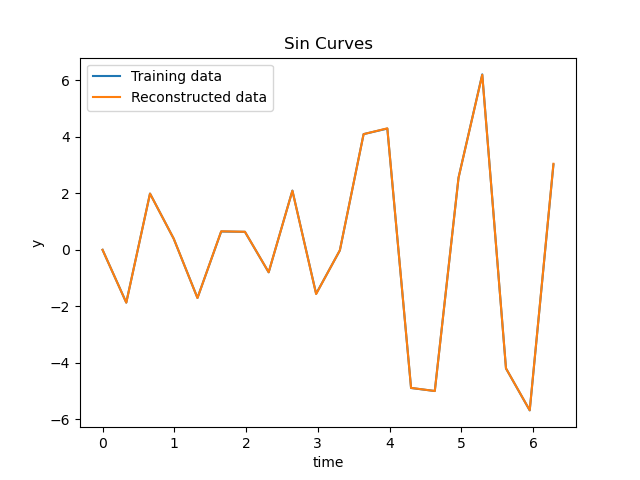 Sin Curves
Training data
Reconstructed data
y
6
4
2
0
−2
−4
−6
0 1 2 3 4 5 6
time